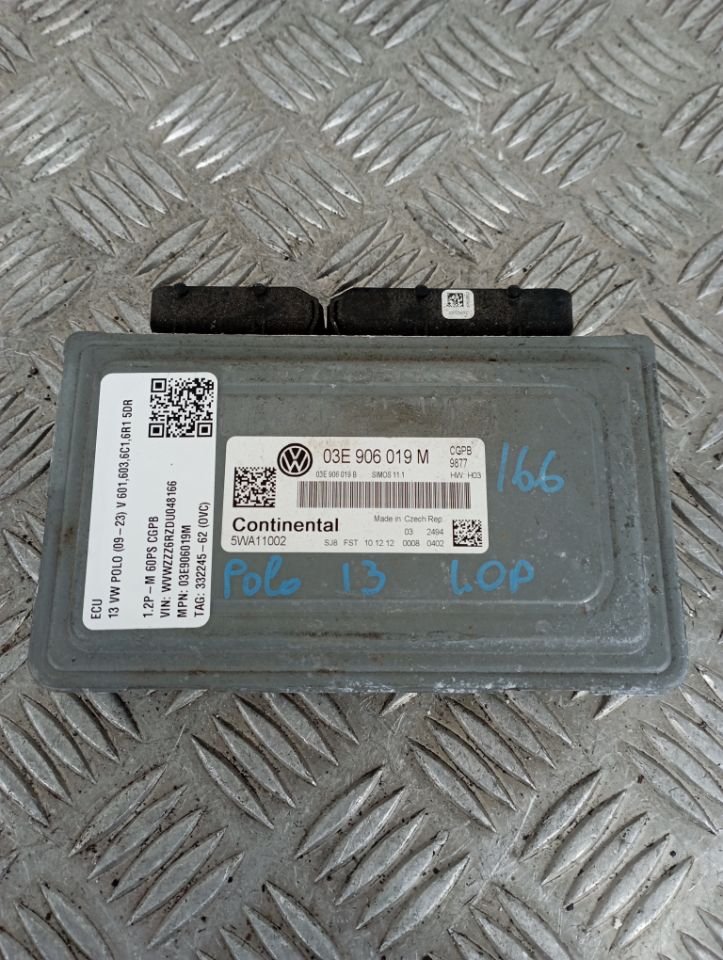 ECU
13 VW POLO (09-23) V 601,603,6C1,6R1 5DR
1.2P-M 60PS CGPB
VIN: WVWZZZ6RZDU048166
MPN: 03E906019M
TAG: 332245-62 (0VC)
03E 906 019 M
CGPB
9877
03E 906 019 B SIMOS 11.1 HW: H03
Continental
Made in Czech Rep.
03 2494
5WA11002
SJ8 FST 10.12.12 0008 0402
166
Polo 13 LOP